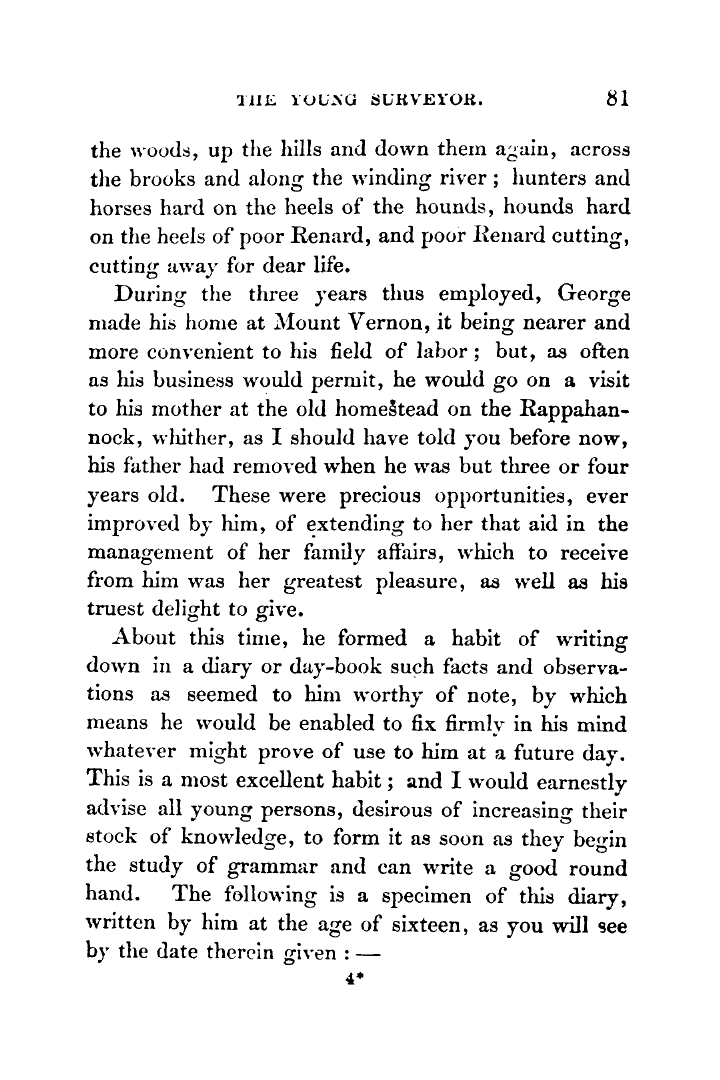 THE YOUNG SURVEYOR. 81
the woods, up the hills and down them again, across
the brooks and along the winding river ; hunters and
horses hard on the heels of the hounds, hounds hard
on the heels of poor Renard, and poor Renard cutting,
cutting away for dear life.
During the three years thus employed, George
made his home at Mount Vernon, it being nearer and
more convenient to his field of labor ; but, as often
as his business would permit, he would go on a visit
to his mother at the old homestead on the Rappahan-
nock, whither, as I should have told you before now,
his father had removed when he was but three or four
years old. These were precious opportunities, ever
improved by him, of extending to her that aid in the
management of her family affairs, which to receive
from him was her greatest pleasure, as well as his
truest delight to give.
About this time, he formed a habit of writing
down in a diary or day-book such facts and observa-
tions as seemed to him worthy of note, by which
means he would be enabled to fix firmly in his mind
whatever might prove of use to him at a future day.
This is a most excellent habit ; and I would earnestly
advise all young persons, desirous of increasing their
stock of knowledge, to form it as soon as they begin
the study of grammar and can write a good round
hand. The following is a specimen of this diary,
written by him at the age of sixteen, as you will see
by the date therein given : —
4*